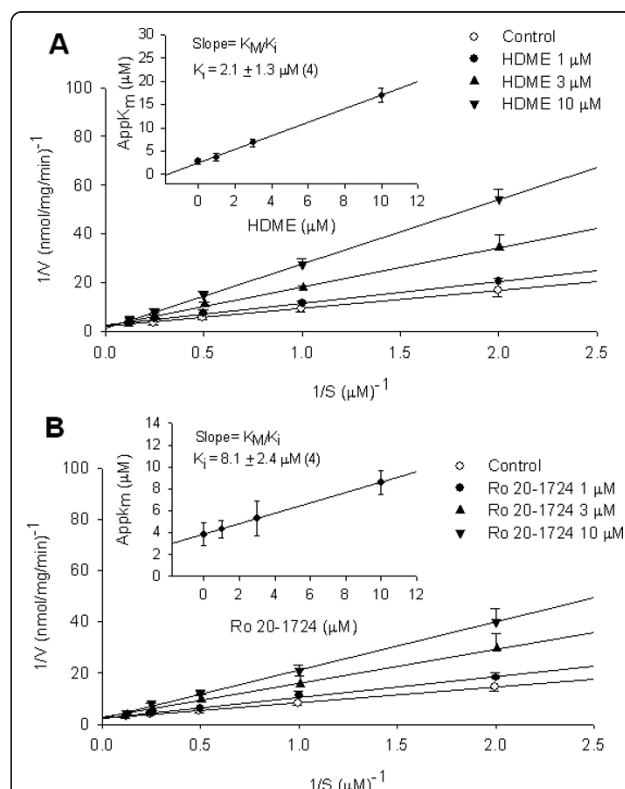 A
Slope= KM/Ki
Ki = 2.1 ± 1.3 μM (4)
AppKm (μM)
30
25
20
15
10
5
0
0 2 4 6 8 10 12
HDME (μM)
Control
HDME 1 μM
HDME 3 μM
HDME 10 μM
1/V (nmol/mg/min)-1
100
80
60
40
20
0
0.0 0.5 1.0 1.5 2.0 2.5
1/S (μM)-1
B
Slope= KM/Ki
Ki = 8.1 ± 2.4 μM (4)
Appkm (μM)
14
12
10
8
6
4
2
0
0 2 4 6 8 10 12
Ro 20-1724 (μM)
Control
Ro 20-1724 1 μM
Ro 20-1724 3 μM
Ro 20-1724 10 μM
1/V (nmol/mg/min)-1
100
80
60
40
20
0
0.0 0.5 1.0 1.5 2.0 2.5
1/S (μM)-1